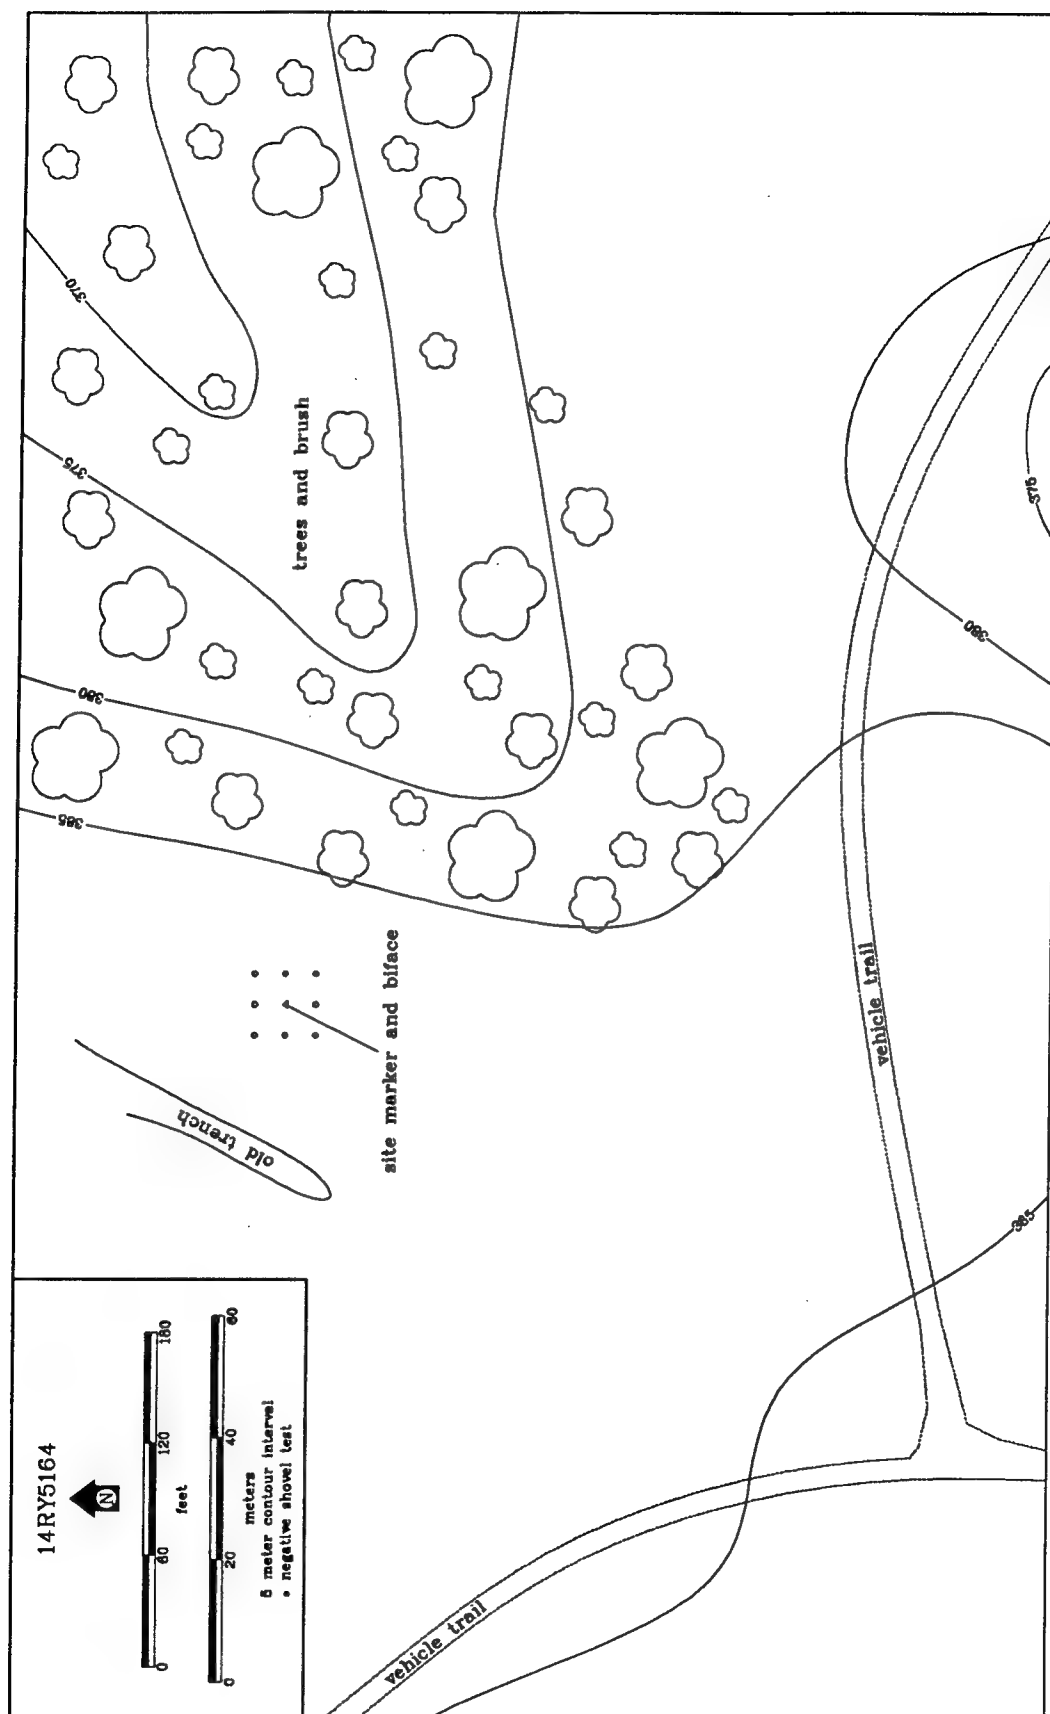 14RY5164
N
0
60
120
180
feet
0
20
40
60
meters
5 meter contour interval
• negative shovel test
old trench
site marker and biface
trees and brush
vehicle trail
vehicle trail
370
375
380
385
385
380
375